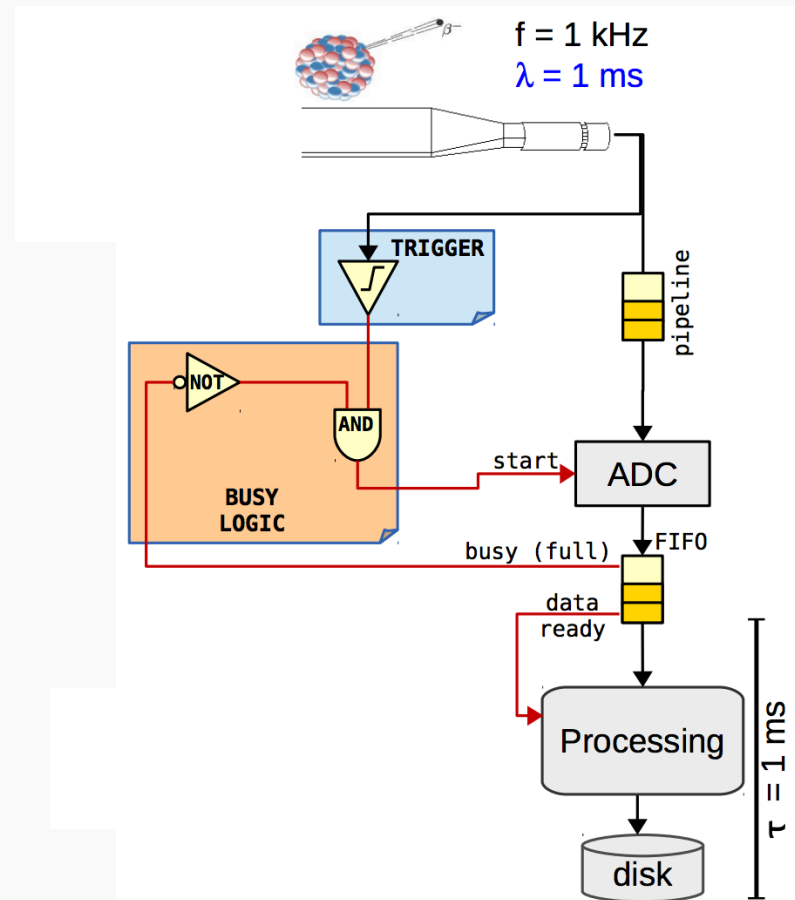 β⁻
f = 1 kHz
λ = 1 ms
TRIGGER
pipeline
NOT
AND
start
ADC
BUSY
LOGIC
busy (full)
FIFO
data
ready
Processing
τ = 1 ms
disk